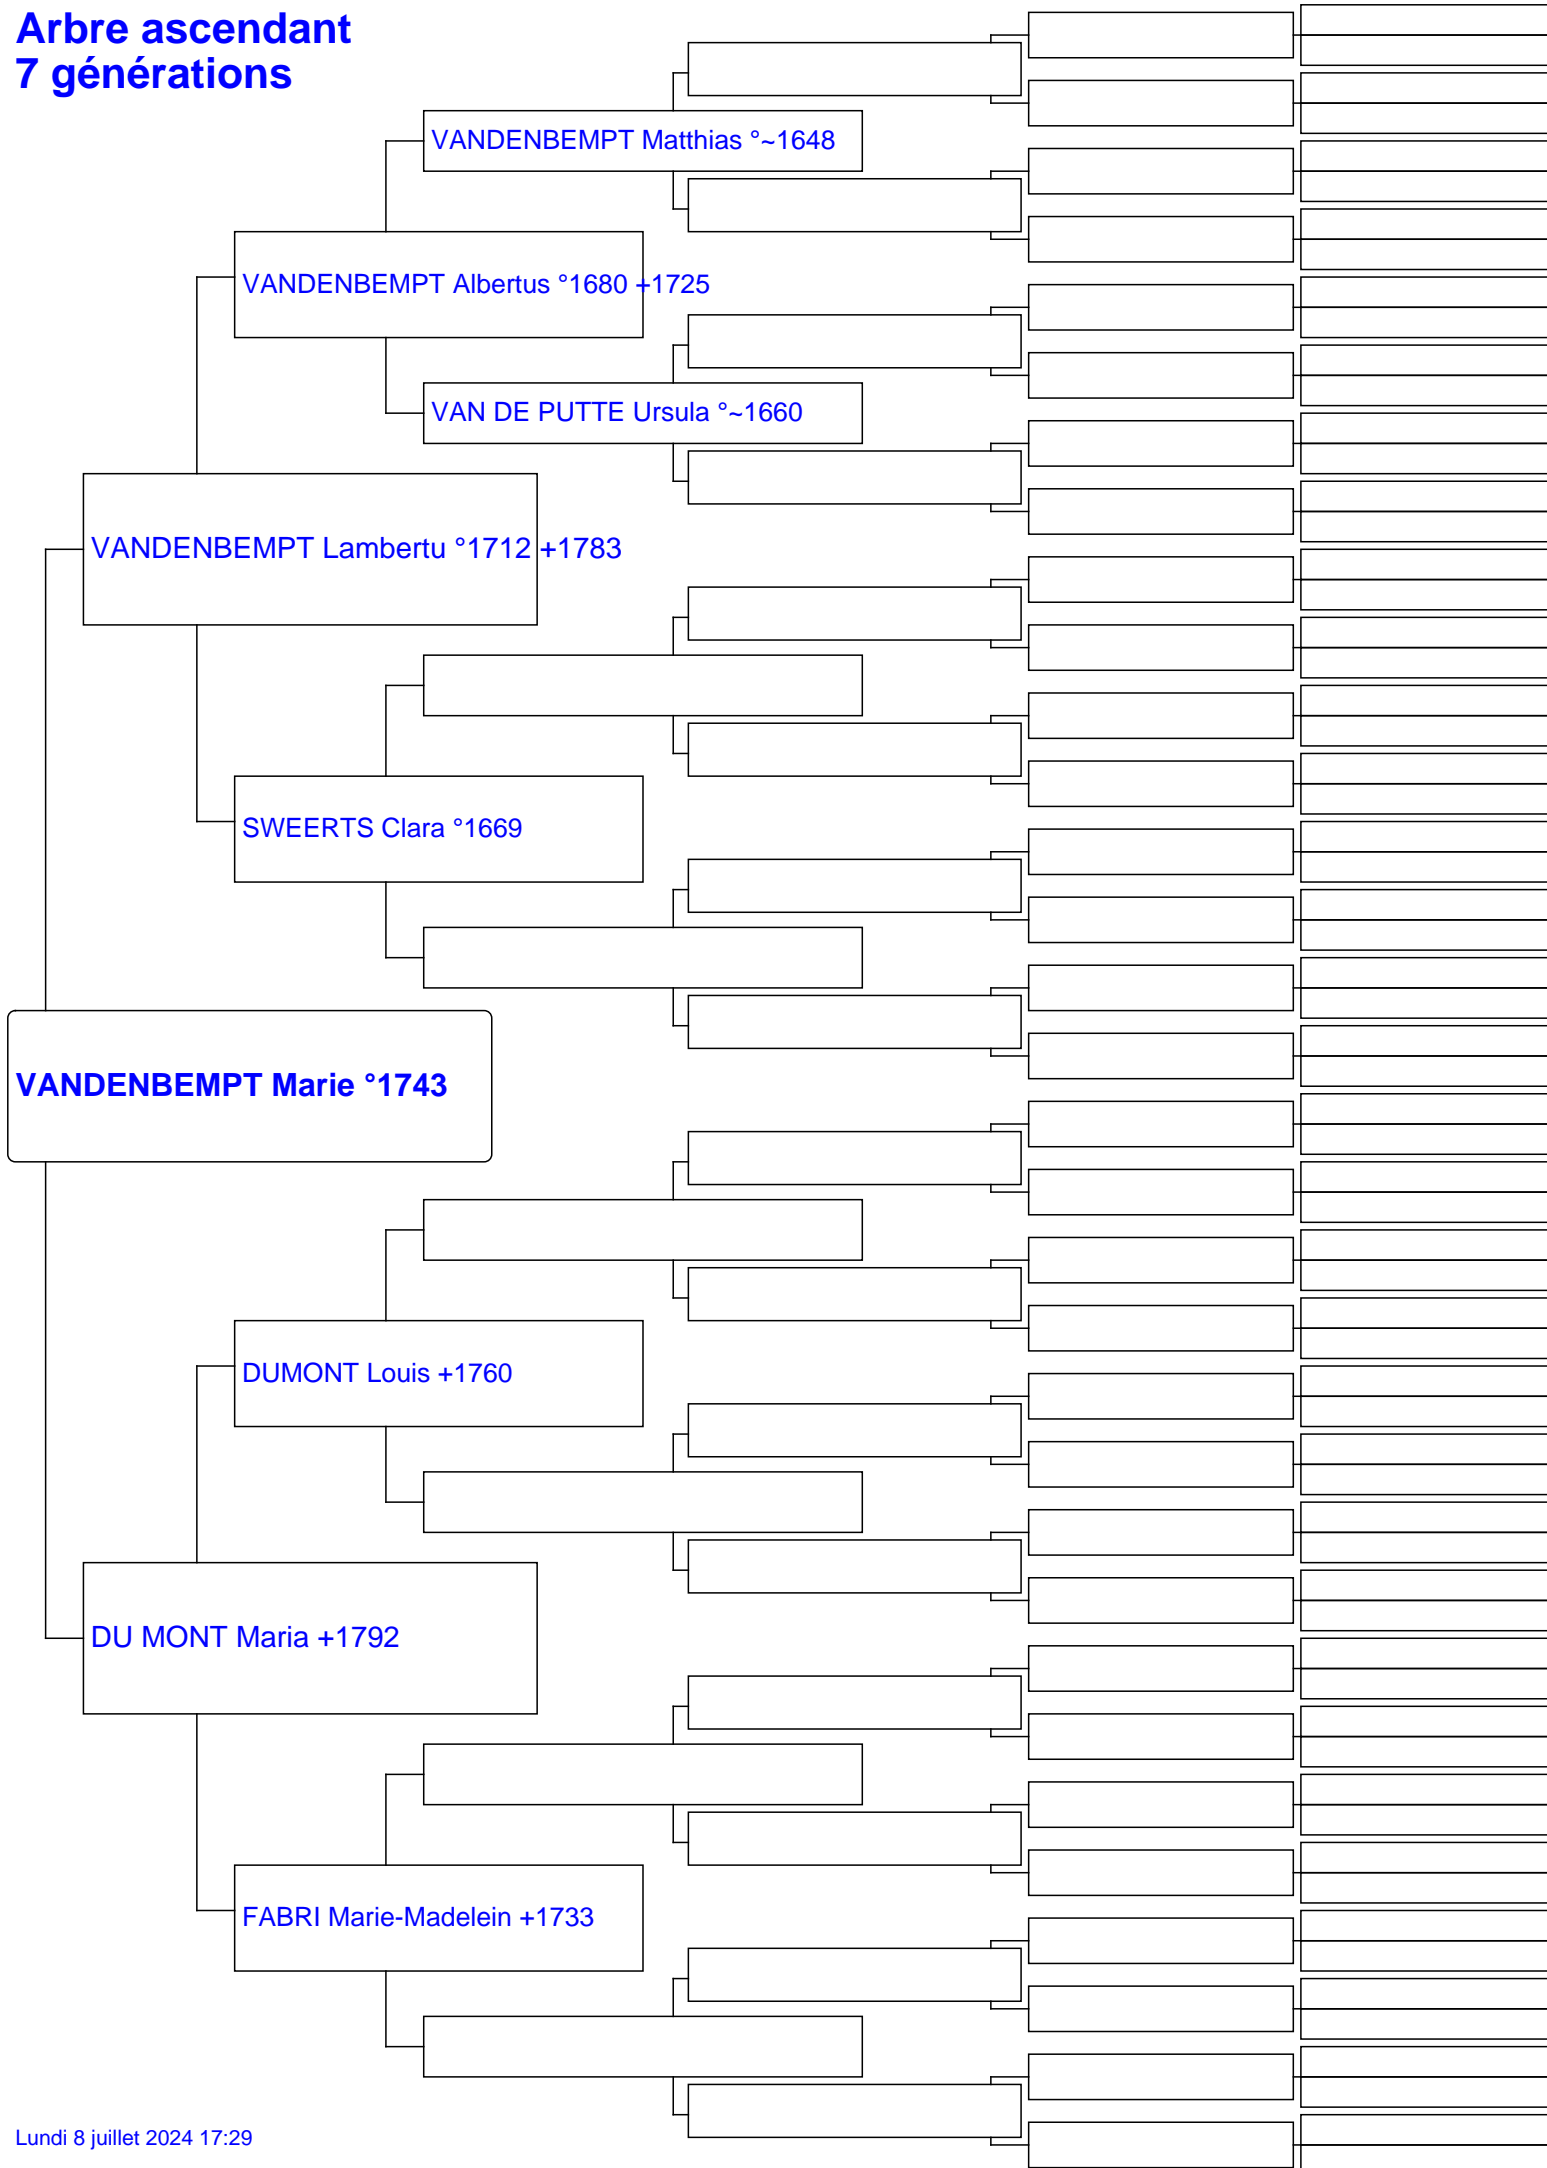 Arbre ascendant
7 générations
VANDENBEMPT Matthias °~1648
VANDENBEMPT Albertus °1680 +1725
VAN DE PUTTE Ursula °~1660
VANDENBEMPT Lambertu °1712 +1783
SWEERTS Clara °1669
VANDENBEMPT Marie °1743
DUMONT Louis +1760
DU MONT Maria +1792
FABRI Marie-Madelein +1733
Lundi 8 juillet 2024 17:29